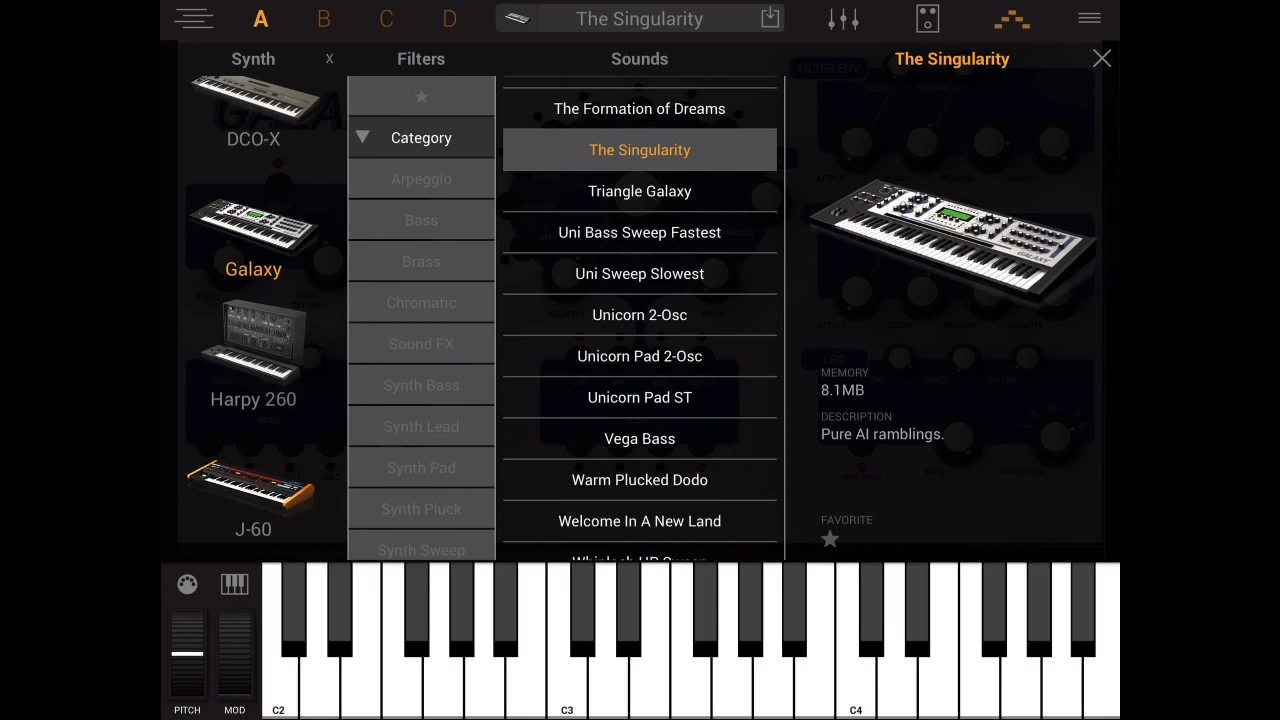 A B C D The Singularity
Synth x Filters Sounds The Singularity
DCO-X
Galaxy
Harpy 260
J-60
Category
Arpeggio
Bass
Brass
Chromatic
Sound FX
Synth Bass
Synth Lead
Synth Pad
Synth Pluck
Synth Sweep
The Formation of Dreams
The Singularity
Triangle Galaxy
Uni Bass Sweep Fastest
Uni Sweep Slowest
Unicorn 2-Osc
Unicorn Pad 2-Osc
Unicorn Pad ST
Vega Bass
Warm Plucked Dodo
Welcome In A New Land
FILTER ENV
GALAXY
MEMORY
8.1MB
DESCRIPTION
Pure AI ramblings.
FAVORITE
PITCH MOD C2 C3 C4